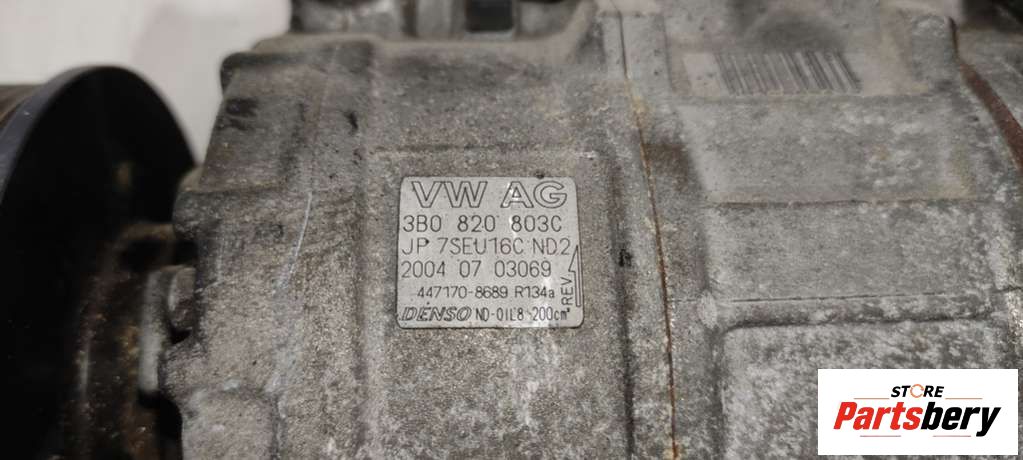 VW AG
3B0 820 803C
JP 7SEU16C ND2
2004 07 03069
447170-8689 R134a
DENSO ND-OIL8 200cm³
REV
STORE
Partsbery